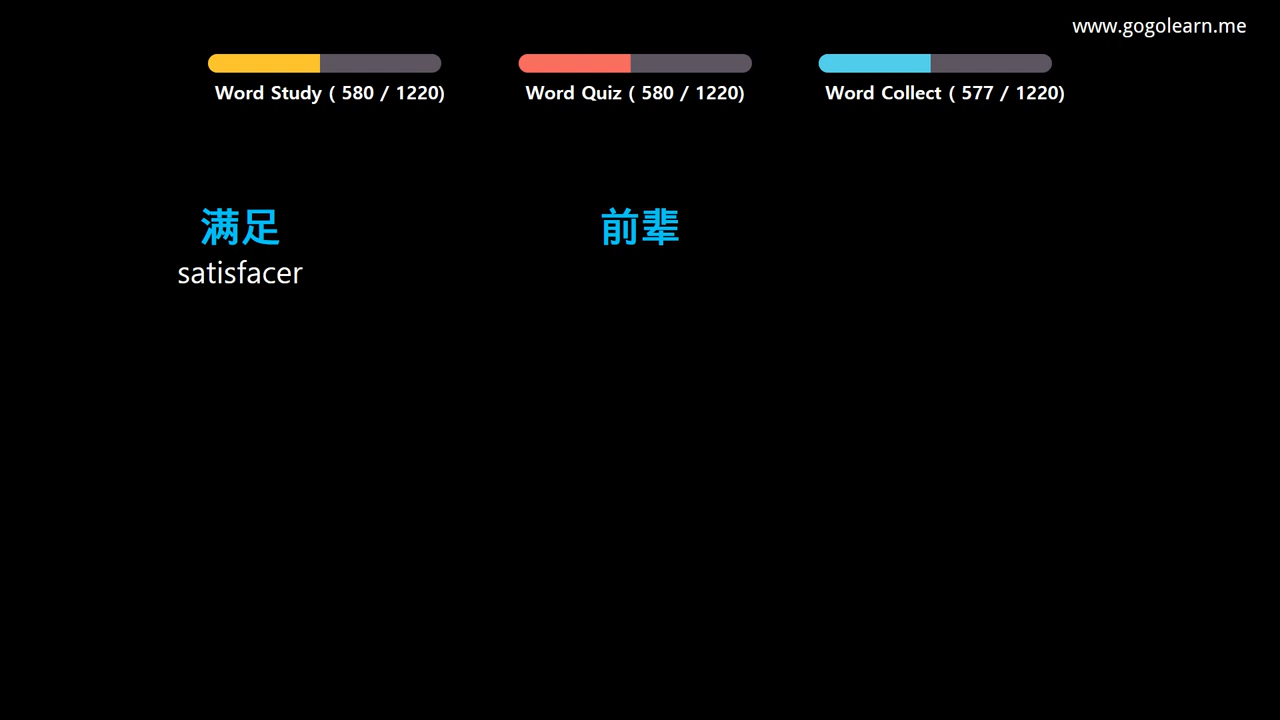 www.gogolearn.me
Word Study ( 580 / 1220)
Word Quiz ( 580 / 1220)
Word Collect ( 577 / 1220)
满足
satisfacer
前辈